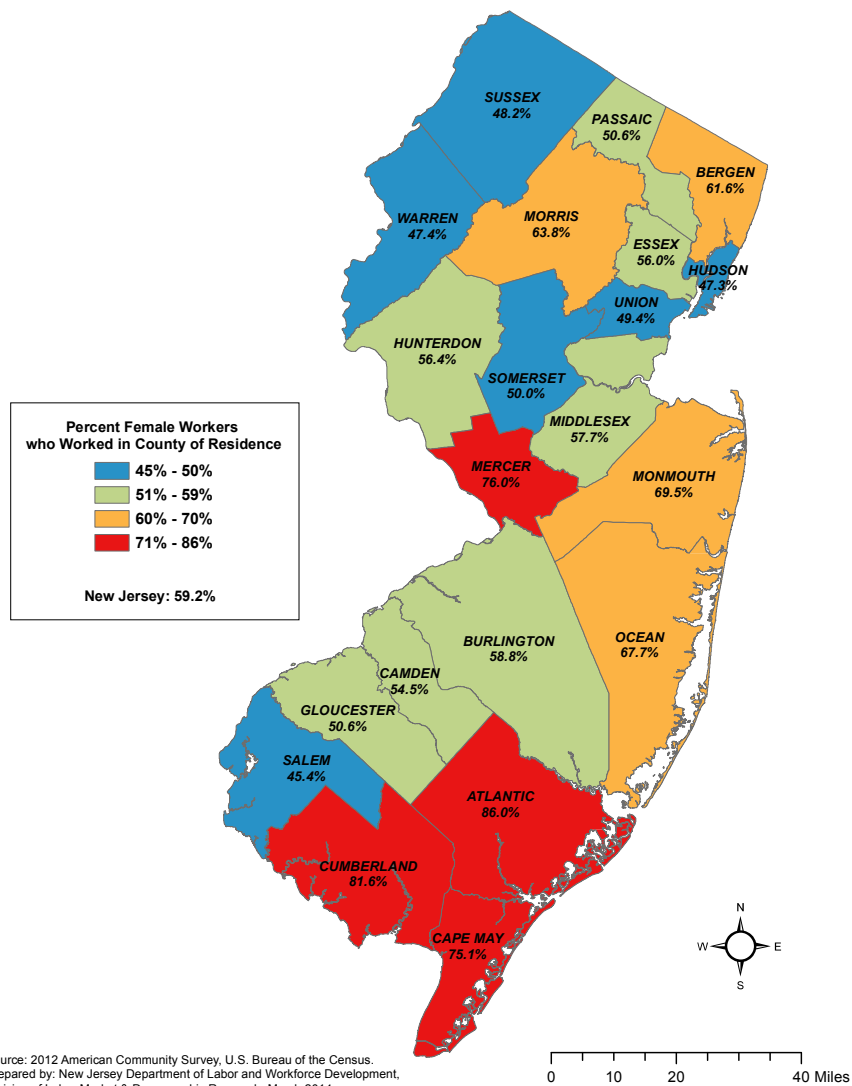 SUSSEX
48.2%
PASSAIC
50.6%
BERGEN
61.6%
WARREN
47.4%
MORRIS
63.8%
ESSEX
56.0%
HUDSON
47.3%
UNION
49.4%
HUNTERDON
56.4%
SOMERSET
50.0%
MIDDLESEX
57.7%
MERCER
76.0%
MONMOUTH
69.5%
Percent Female Workers
who Worked in County of Residence
45% - 50%
51% - 59%
60% - 70%
71% - 86%
New Jersey: 59.2%
BURLINGTON
58.8%
OCEAN
67.7%
CAMDEN
54.5%
GLOUCESTER
50.6%
SALEM
45.4%
ATLANTIC
86.0%
CUMBERLAND
81.6%
CAPE MAY
75.1%
N
W E
S
urce: 2012 American Community Survey, U.S. Bureau of the Census.
epared by: New Jersey Department of Labor and Workforce Development,
0 10 20 40 Miles